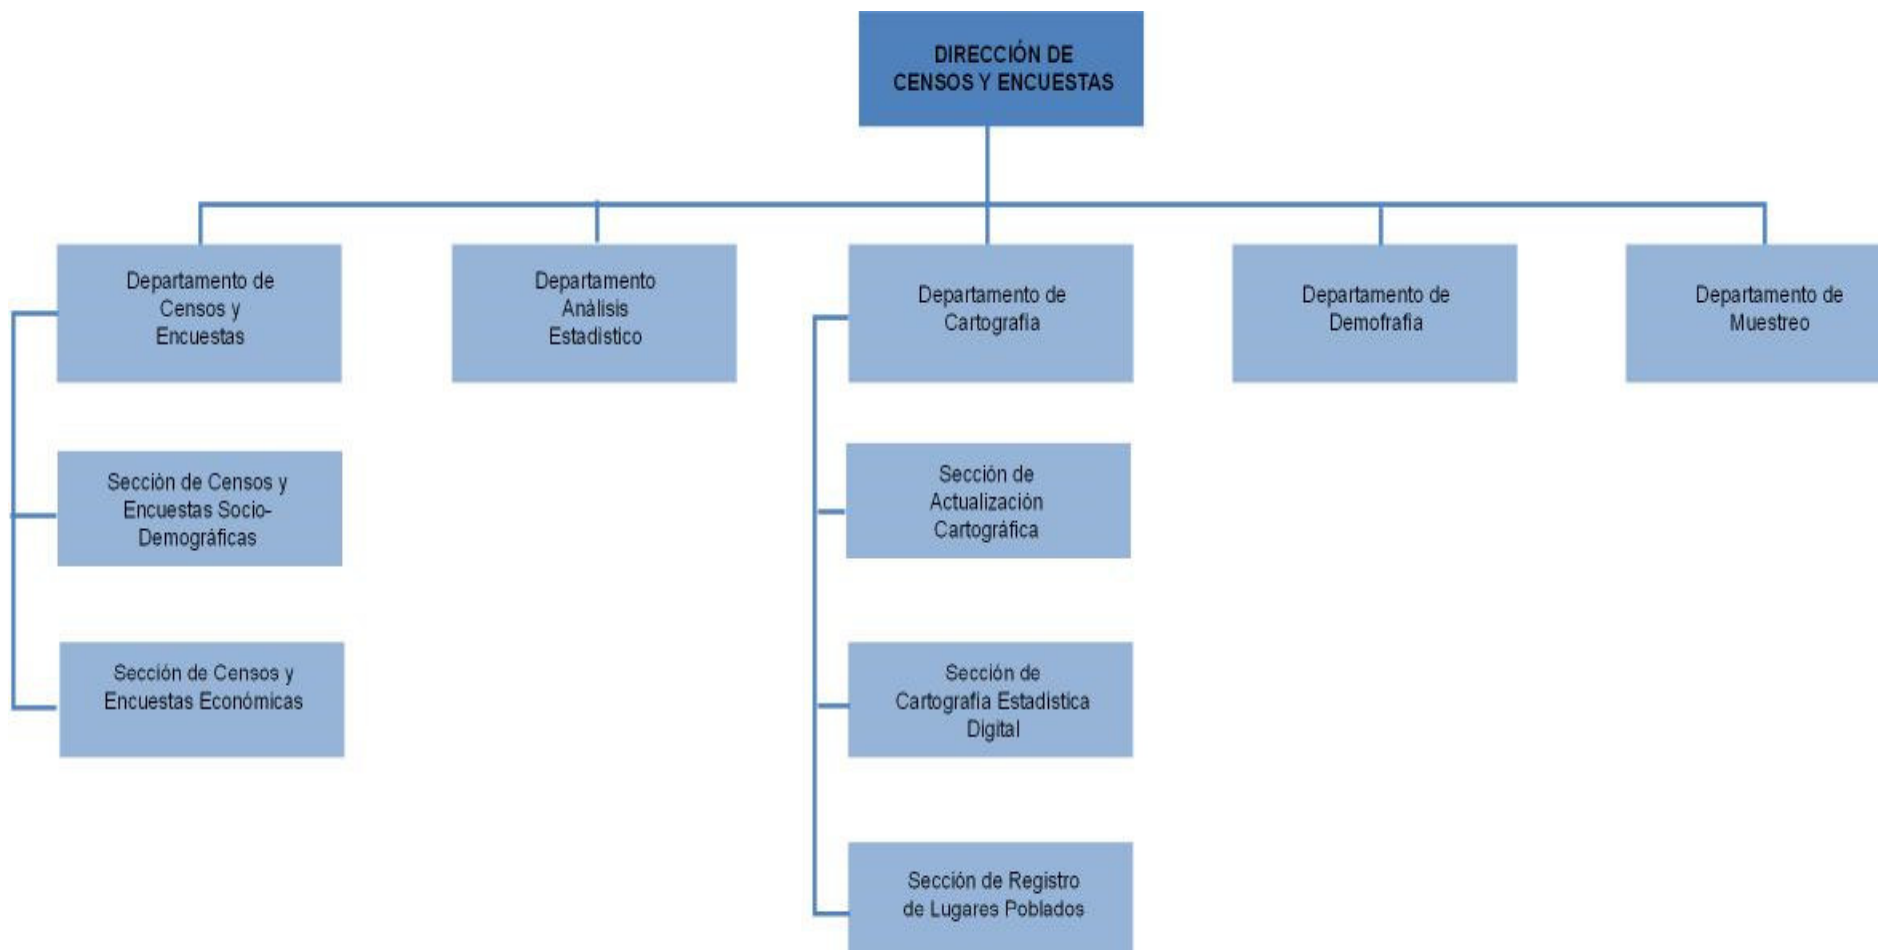 DIRECCIÓN DE
CENSOS Y ENCUESTAS
Departamento de
Censos y
Encuestas
Departamento
Análisis
Estadístico
Departamento de
Cartografía
Departamento de
Demofrafia
Departamento de
Muestreo
Sección de Censos y
Encuestas Socio-
Demográficas
Sección de
Actualización
Cartográfica
Sección de Censos y
Encuestas Económicas
Sección de
Cartografía Estadistica
Digital
Sección de Registro
de Lugares Poblados